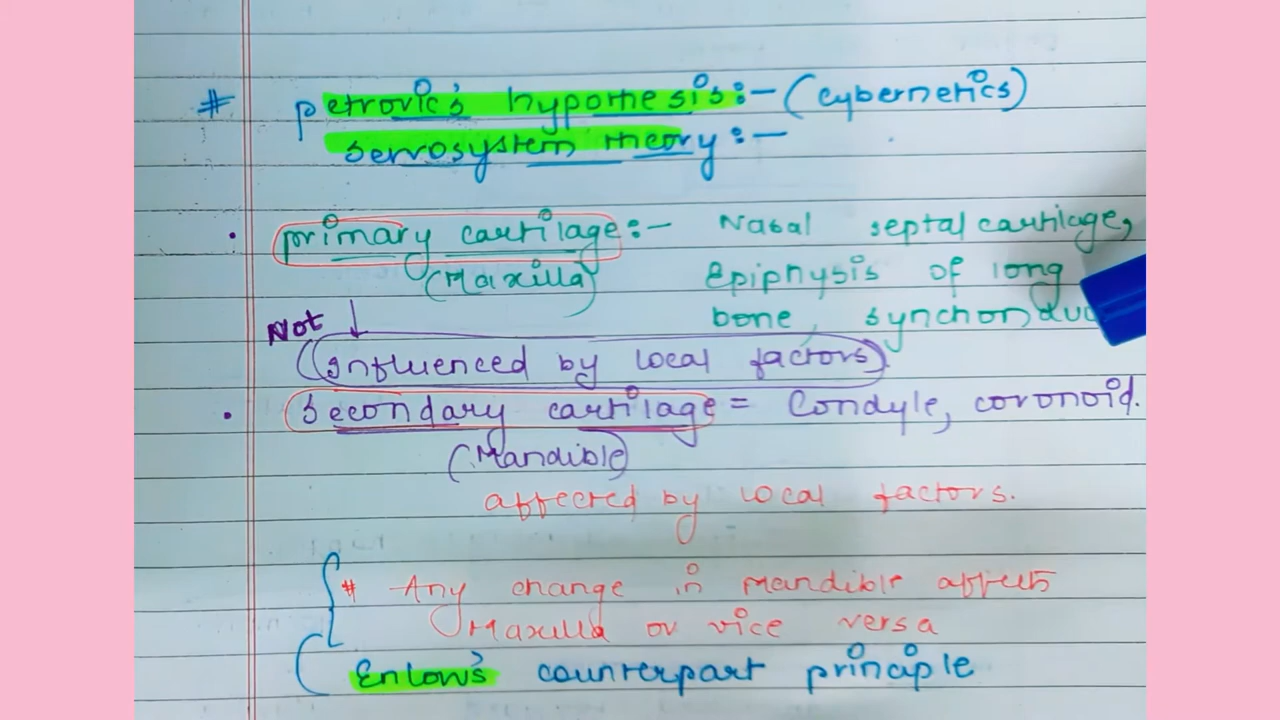 # petrovic's hypothesis:- (cybernetics)
servosystem theory:-
• primary cartilage:- Nasal septal cartilage,
(Maxilla) Epiphysis of long
bone, synchond
Not ↓
(Influenced by local factors)
• Secondary cartilage = Condyle, coronoid.
(Mandible)
affected by local factors.
# Any change in mandible affects
Maxilla or vice versa
Enlow's counterpart principle